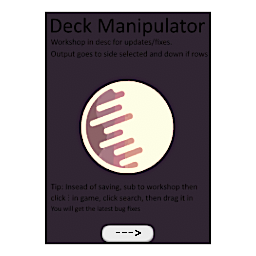 Deck Manipulator
Workshop in desc for updates/fixes.
Output goes to side selected and down if rows
Tip: Insead of saving, sub to workshop then
click : in game, click search, then drag it in
You will get the latest bug fixes
--->